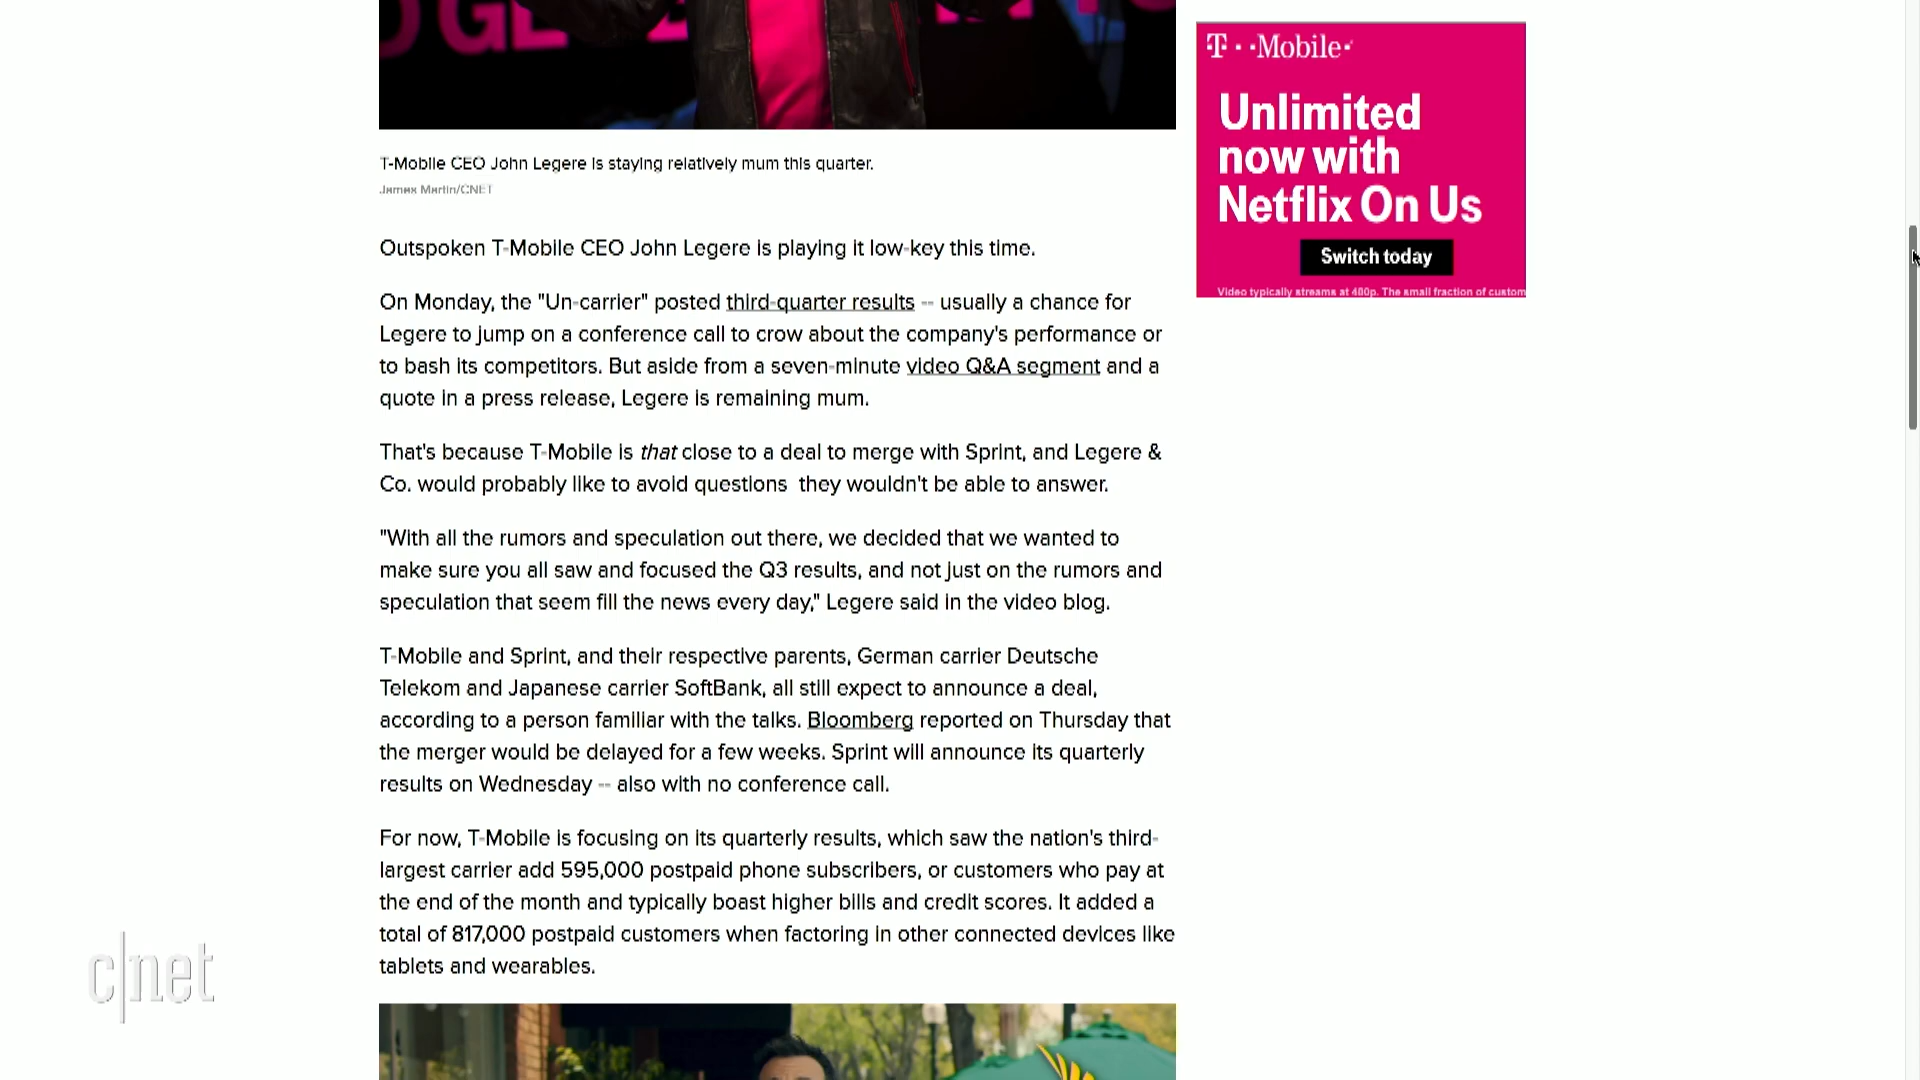 T-Mobile CEO John Legere is staying relatively mum this quarter.
James Martin/CNET
Outspoken T-Mobile CEO John Legere is playing it low-key this time.
On Monday, the "Un-carrier" posted third-quarter results -- usually a chance for
Legere to jump on a conference call to crow about the company's performance or
to bash its competitors. But aside from a seven-minute video Q&A segment and a
quote in a press release, Legere is remaining mum.
That's because T-Mobile is that close to a deal to merge with Sprint, and Legere &
Co. would probably like to avoid questions  they wouldn't be able to answer.
"With all the rumors and speculation out there, we decided that we wanted to
make sure you all saw and focused the Q3 results, and not just on the rumors and
speculation that seem fill the news every day," Legere said in the video blog.
T-Mobile and Sprint, and their respective parents, German carrier Deutsche
Telekom and Japanese carrier SoftBank, all still expect to announce a deal,
according to a person familiar with the talks. Bloomberg reported on Thursday that
the merger would be delayed for a few weeks. Sprint will announce its quarterly
results on Wednesday -- also with no conference call.
For now, T-Mobile is focusing on its quarterly results, which saw the nation's third-
largest carrier add 595,000 postpaid phone subscribers, or customers who pay at
the end of the month and typically boast higher bills and credit scores. It added a
total of 817,000 postpaid customers when factoring in other connected devices like
tablets and wearables.
T··Mobile·
Unlimited
now with
Netflix On Us
Switch today
Video typically streams at 480p. The small fraction of custom
c|net